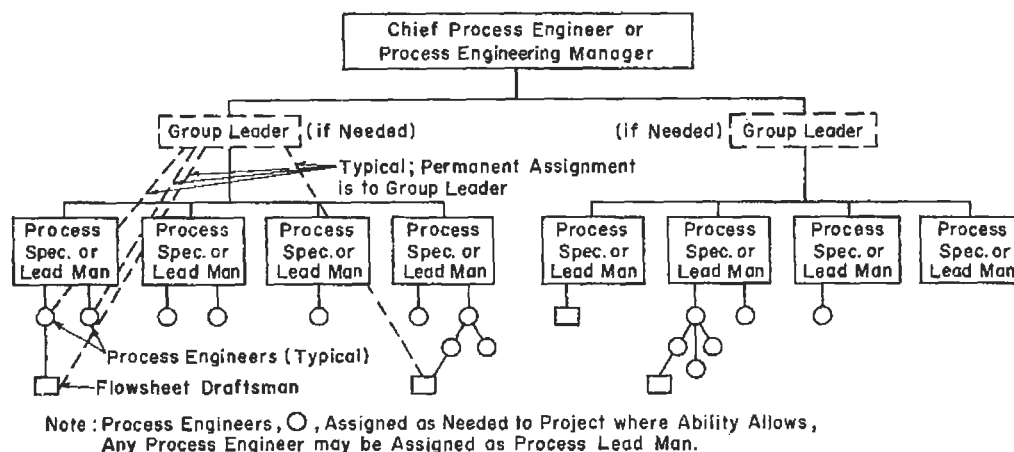 Chief Process Engineer or
Process Engineering Manager
Group Leader (if Needed)
(if Needed) Group Leader
Typical; Permanent Assignment
is to Group Leader
Process
Spec. or
Lead Man
Process
Spec. or
Lead Man
Process
Spec. or
Lead Man
Process
Spec. or
Lead Man
Process
Spec. or
Lead Man
Process
Spec. or
Lead Man
Process
Spec. or
Lead Man
Process
Spec. or
Lead Man
Process Engineers (Typical)
Flowsheet Draftsman
Note: Process Engineers, ○, Assigned as Needed to Project where Ability Allows,
Any Process Engineer may be Assigned as Process Lead Man.